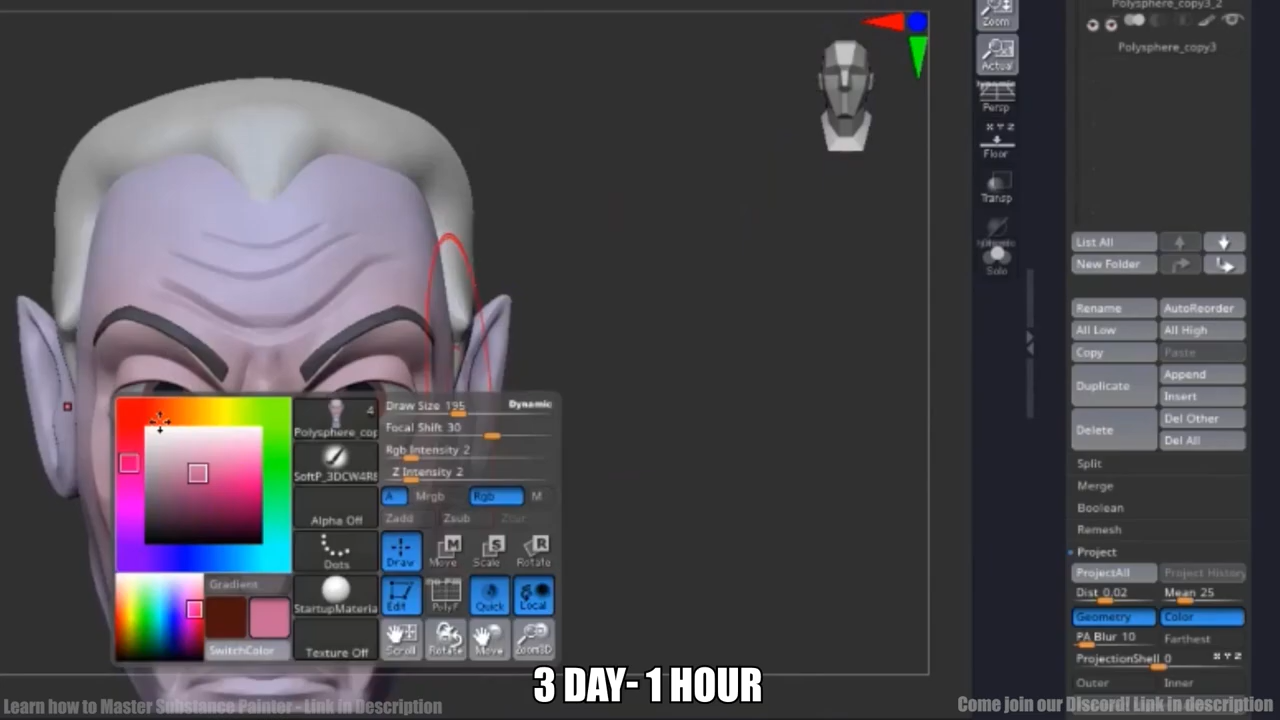 Polysphere_copy3_2
Zoom
Polysphere_copy3
Actual
Dynamic
Persp
X Y Z
Floor
Transp
Solo
List All
New Folder
Rename
AutoReorder
All Low
All High
Copy
Paste
Duplicate
Append
Insert
Delete
Del Other
Del All
Split
Merge
Boolean
Remesh
Project
ProjectAll
Project History
Dist 0.02
Mean 25
Geometry
Color
PA Blur 10
Farthest
ProjectionShell 0
X Y Z
Outer
Inner
4
Polysphere_cop
SoftP_3DCW4RE
Alpha Off
Dots
StartupMateria
Texture Off
Gradient
SwitchColor
Draw Size 195
Dynamic
Focal Shift 30
Rgb Intensity 2
Z Intensity 2
A
Mrgb
Rgb
M
Zadd
Zsub
Zcut
Draw
M
Move
S
Scale
R
Rotate
Edit
PolyF
Quick
Local
Scroll
Rotate
Move
Zoom3D
3 DAY- 1 HOUR
Learn how to Master Substance Painter - Link in Description
Come join our Discord! Link in description